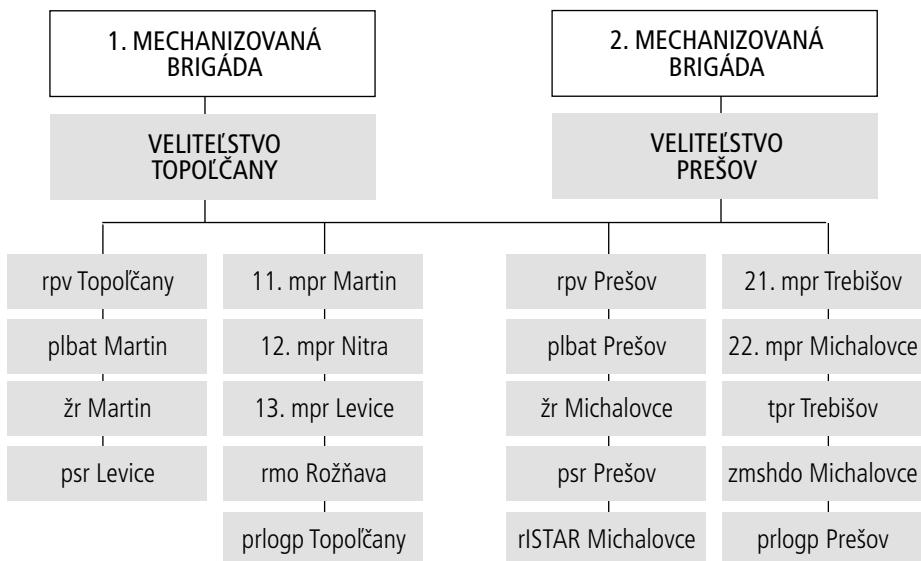 1. MECHANIZOVANÁ
BRIGÁDA
2. MECHANIZOVANÁ
BRIGÁDA
VELITEĽSTVO
TOPOĽČANY
VELITEĽSTVO
PREŠOV
rpv Topoľčany
11. mpr Martin
rpv Prešov
21. mpr Trebišov
plbat Martin
12. mpr Nitra
plbat Prešov
22. mpr Michalovce
žr Martin
13. mpr Levice
žr Michalovce
tpr Trebišov
psr Levice
rmo Rožňava
psr Prešov
zmshdo Michalovce
prlogp Topoľčany
rISTAR Michalovce
prlogp Prešov